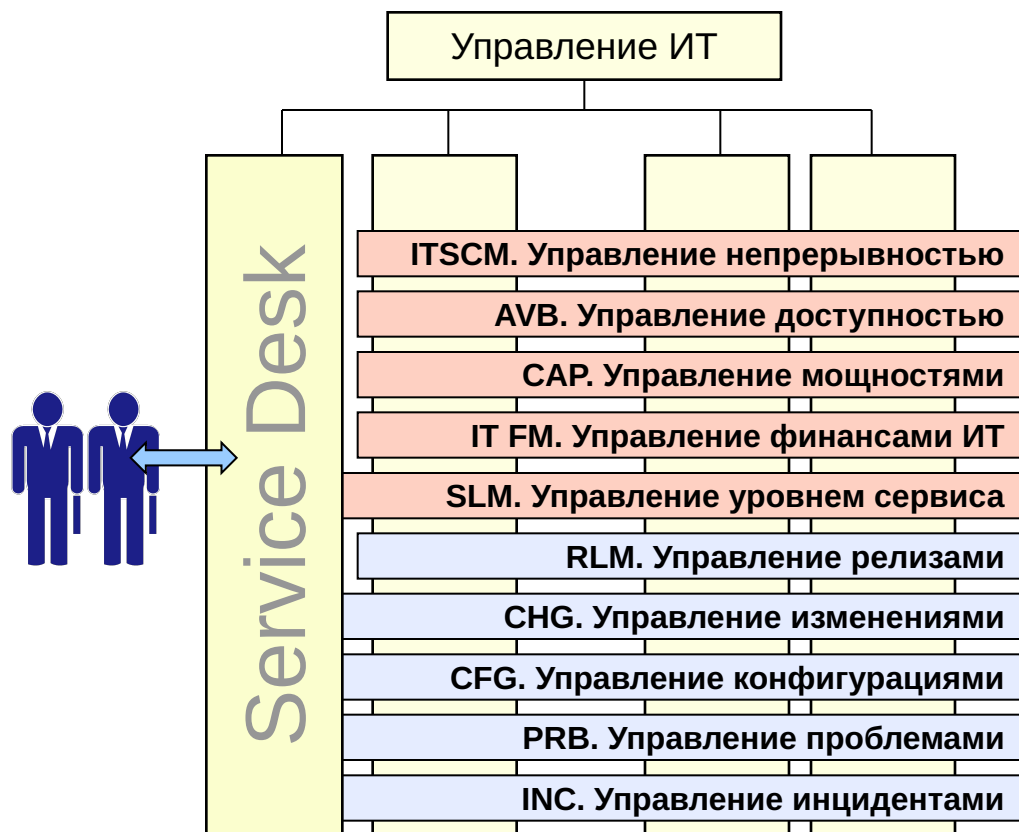 Управление ИТ
Service Desk
ITSCM. Управление непрерывностью
AVB. Управление доступностью
CAP. Управление мощностями
IT FM. Управление финансами ИТ
SLM. Управление уровнем сервиса
RLM. Управление релизами
CHG. Управление изменениями
CFG. Управление конфигурациями
PRB. Управление проблемами
INC. Управление инцидентами